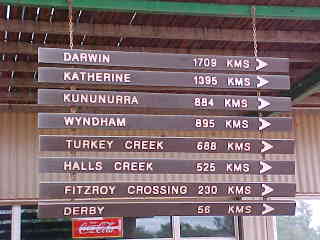 DARWIN 1709 KMS
KATHERINE 1395 KMS
KUNUNURRA 884 KMS
WYNDHAM 895 KMS
TURKEY CREEK 688 KMS
HALLS CREEK 525 KMS
FITZROY CROSSING 230 KMS
DERBY 56 KMS
Coca-Cola